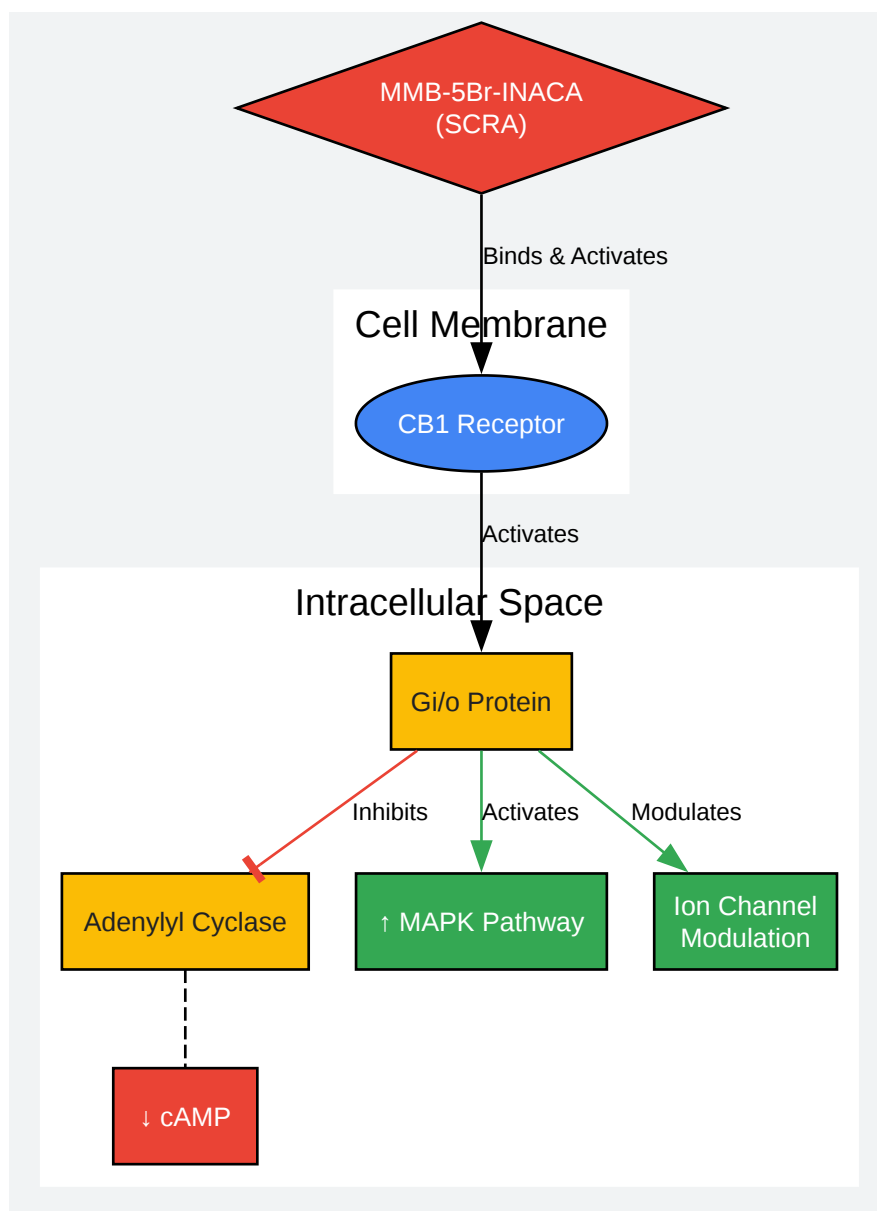 MMB-5Br-INACA
(SCRA)
Binds & Activates
Cell Membrane
CB1 Receptor
Activates
Intracellular Space
Gi/o Protein
Inhibits
Activates
Modulates
Adenylyl Cyclase
↑ MAPK Pathway
Ion Channel
Modulation
↓ cAMP